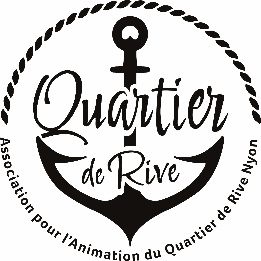 Quartier
de Rive
Association pour l'Animation du Quartier de Rive Nyon